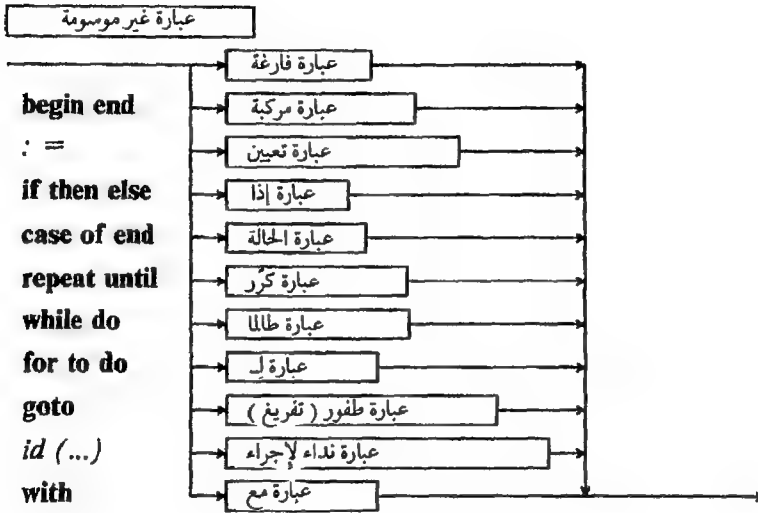 عبارة غير موسومة
عبارة فارغة
begin end عبارة مركبة
: = عبارة تعيين
if then else عبارة إذا
case of end عبارة الحالة
repeat until عبارة كرّر
while do عبارة طالما
for to do عبارة لِـ
goto عبارة طفور ( تفريغ )
id (...) عبارة نداء لإجراء
with عبارة مع